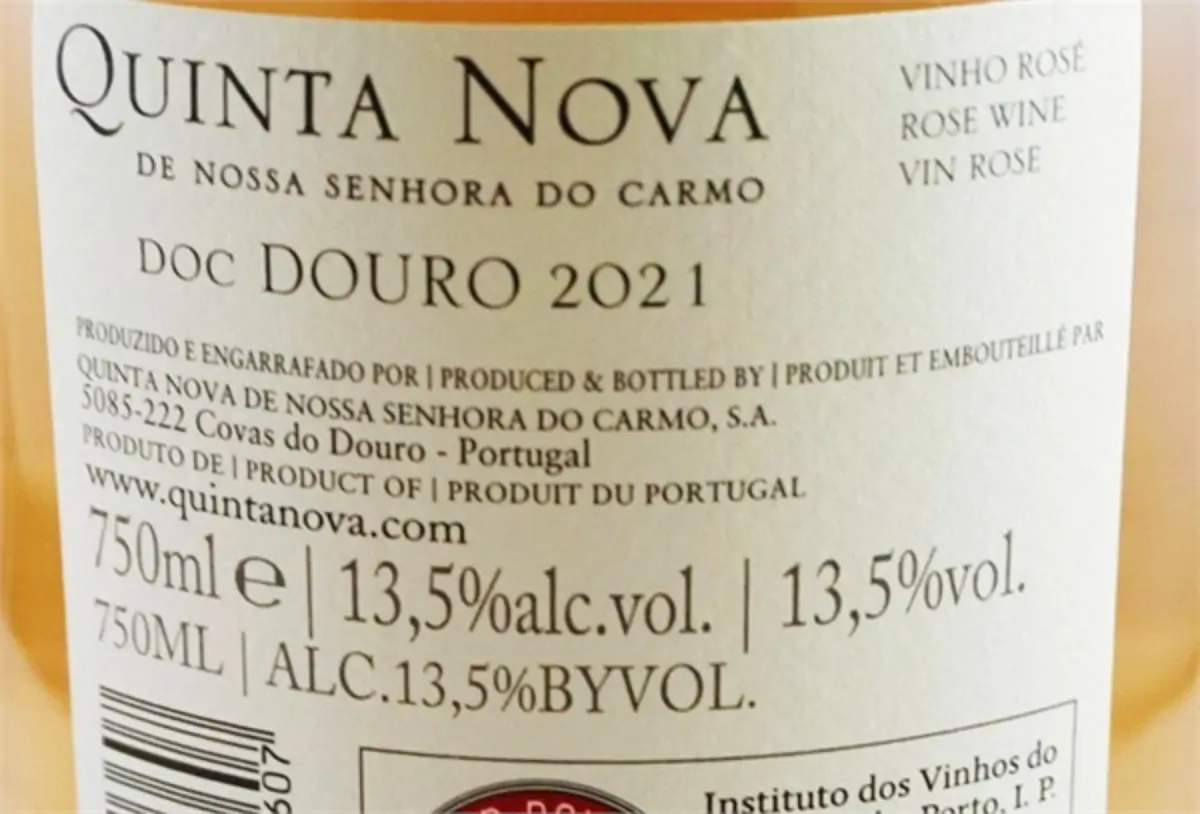 QUINTA NOVA
DE NOSSA SENHORA DO CARMO
VINHO ROSÉ
ROSE WINE
VIN ROSE
DOC DOURO 2021
PRODUZIDO E ENGARRAFADO POR | PRODUCED & BOTTLED BY | PRODUIT ET EMBOUTEILLÉ PAR
QUINTA NOVA DE NOSSA SENHORA DO CARMO, S.A.
5085-222 Covas do Douro - Portugal
PRODUTO DE | PRODUCT OF | PRODUIT DU PORTUGAL
www.quintanova.com
750ml e | 13,5%alc.vol. | 13,5%vol.
750ML | ALC.13,5%BYVOL.
607
Instituto dos Vinhos do
Porto, I. P.